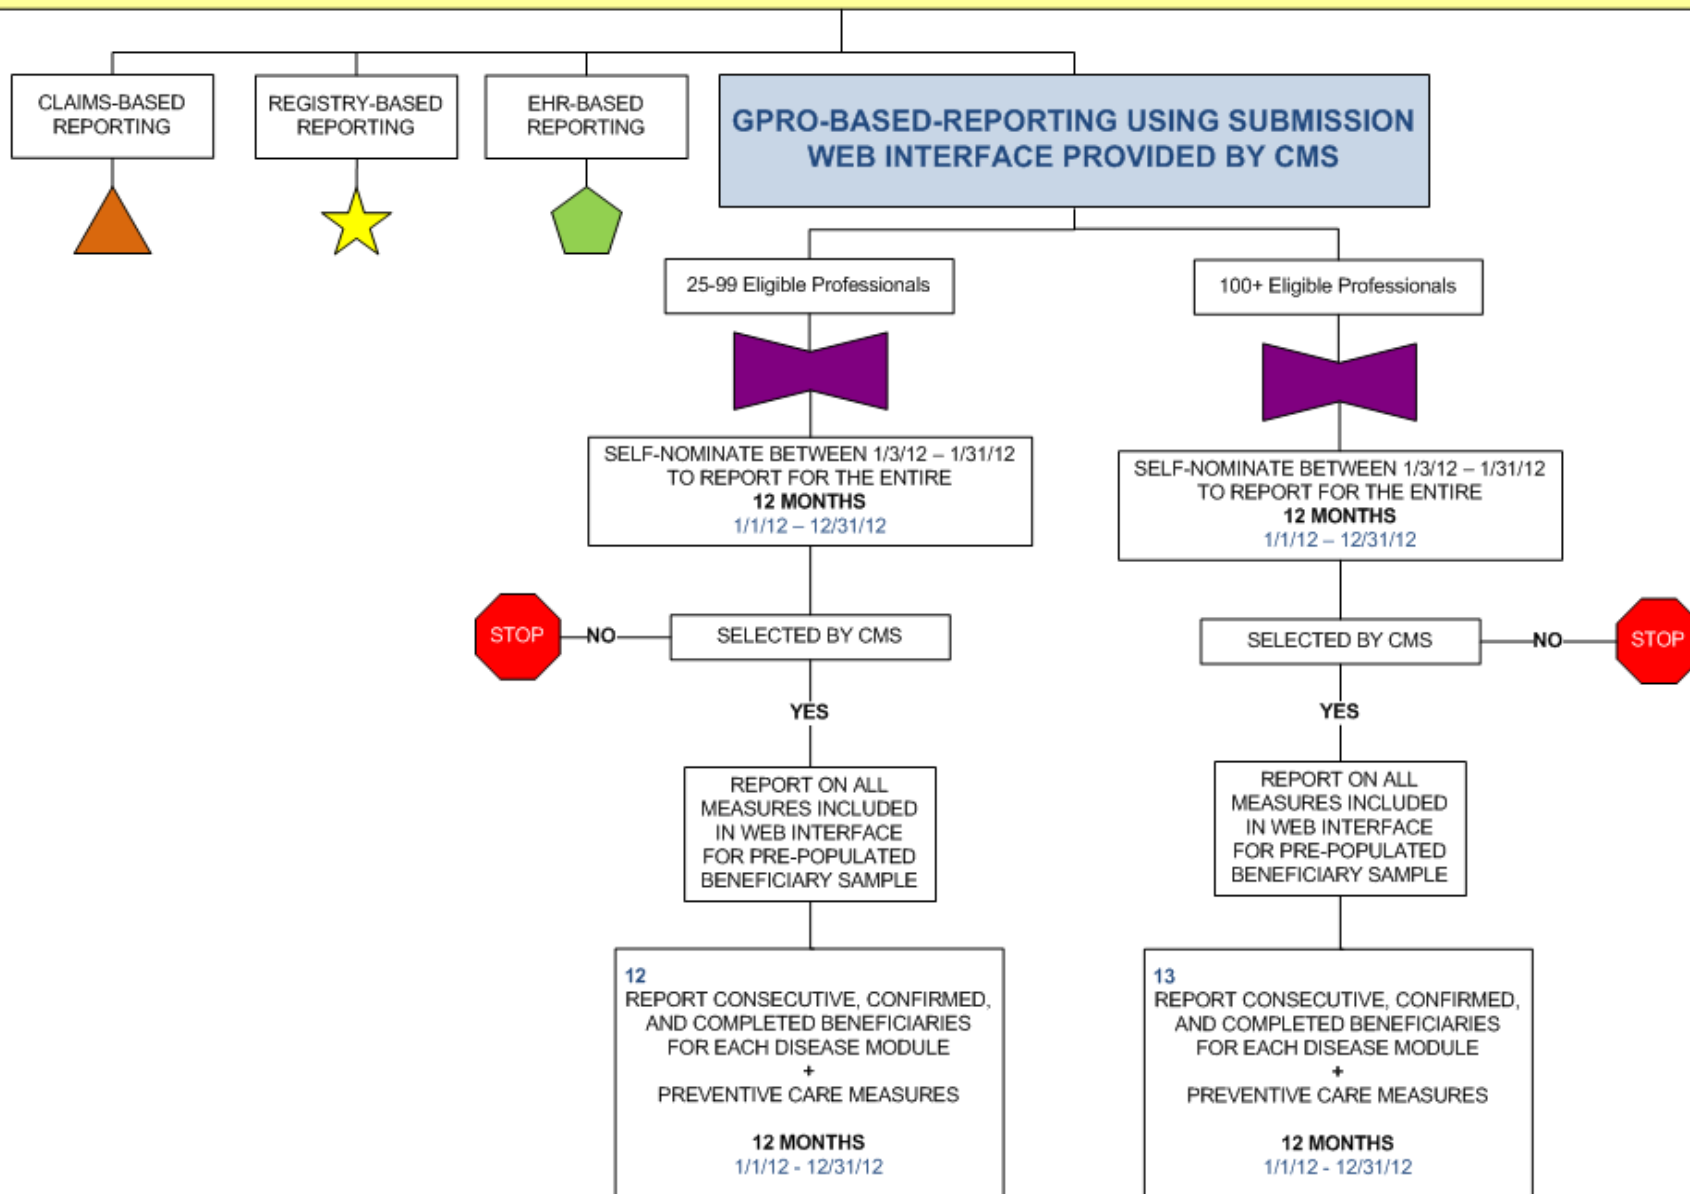 CLAIMS-BASED
REPORTING
REGISTRY-BASED
REPORTING
EHR-BASED
REPORTING
GPRO-BASED-REPORTING USING SUBMISSION
WEB INTERFACE PROVIDED BY CMS
25-99 Eligible Professionals
100+ Eligible Professionals
SELF-NOMINATE BETWEEN 1/3/12 – 1/31/12
TO REPORT FOR THE ENTIRE
12 MONTHS
1/1/12 – 12/31/12
SELF-NOMINATE BETWEEN 1/3/12 – 1/31/12
TO REPORT FOR THE ENTIRE
12 MONTHS
1/1/12 – 12/31/12
STOP
NO
SELECTED BY CMS
SELECTED BY CMS
NO
STOP
YES
YES
REPORT ON ALL
MEASURES INCLUDED
IN WEB INTERFACE
FOR PRE-POPULATED
BENEFICIARY SAMPLE
REPORT ON ALL
MEASURES INCLUDED
IN WEB INTERFACE
FOR PRE-POPULATED
BENEFICIARY SAMPLE
12
REPORT CONSECUTIVE, CONFIRMED,
AND COMPLETED BENEFICIARIES
FOR EACH DISEASE MODULE
+
PREVENTIVE CARE MEASURES
12 MONTHS
1/1/12 - 12/31/12
13
REPORT CONSECUTIVE, CONFIRMED,
AND COMPLETED BENEFICIARIES
FOR EACH DISEASE MODULE
+
PREVENTIVE CARE MEASURES
12 MONTHS
1/1/12 - 12/31/12